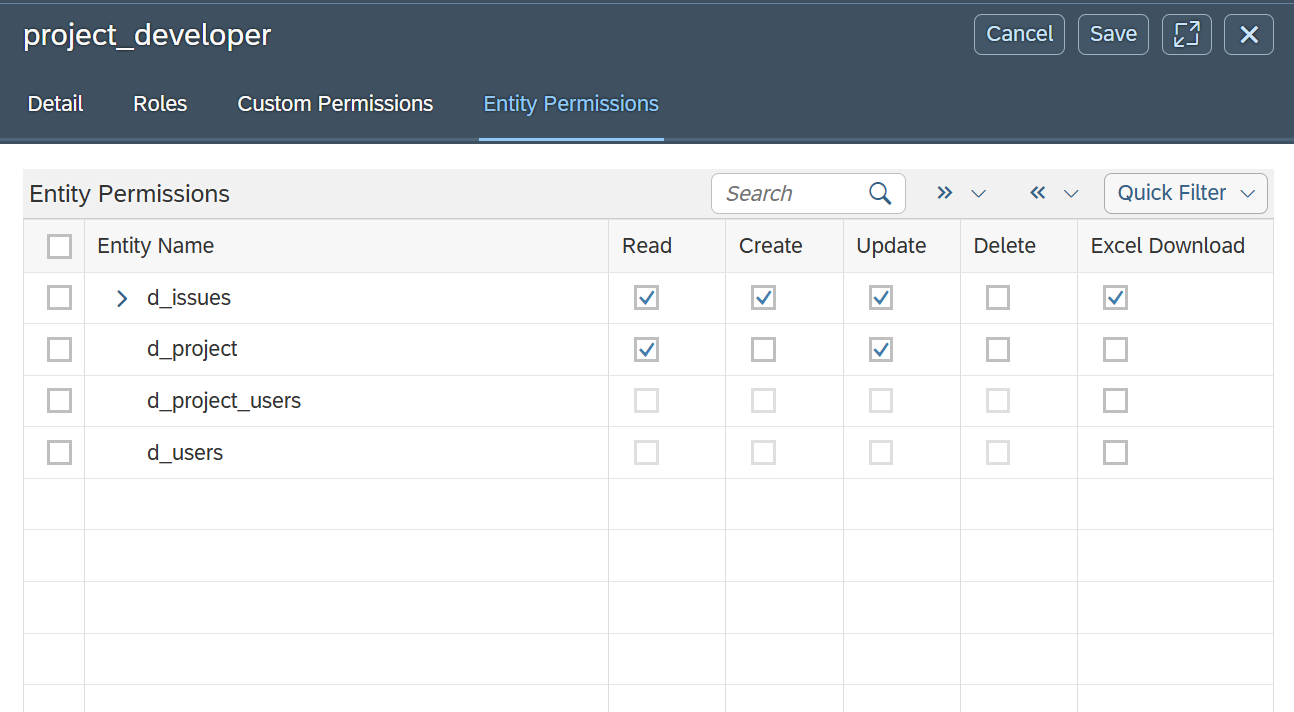 project_developer
Cancel
Save
Detail
Roles
Custom Permissions
Entity Permissions
Entity Permissions
Search
Quick Filter
Entity Name
Read
Create
Update
Delete
Excel Download
d_issues
d_project
d_project_users
d_users